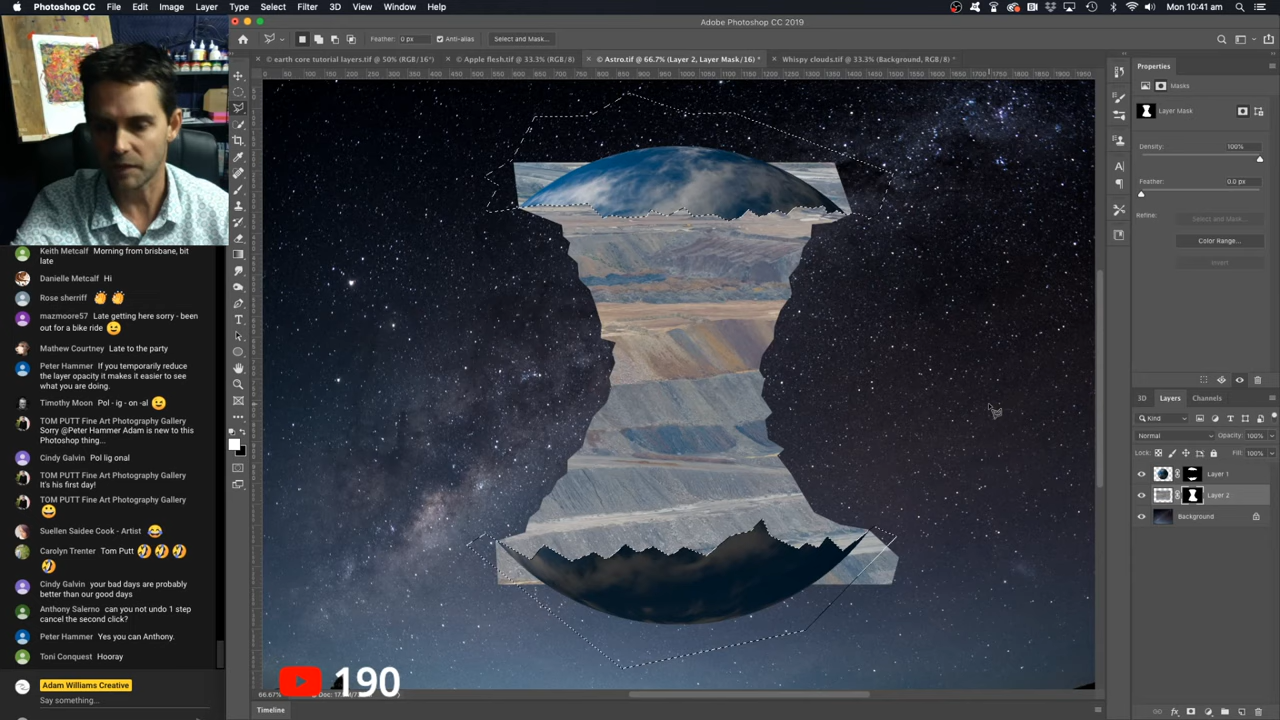 Photoshop CC File Edit Image Layer Type Select Filter 3D View Window Help
10:41 am
Adobe Photoshop CC 2019
Feather: 0 px Anti-alias Select and Mask...
© earth core tutorial layers.tif @ 50% (RGB/16*)
© Apple flesh.tif @ 33.3% (RGB/8)
© Astro.tif @ 66.7% (Layer 2, Layer Mask/16) *
Whispy clouds.tif @ 33.3% (Background, RGB/8) *
Properties
Masks
Layer Mask
Density: 100%
Feather: 0.0 px
Refine: Select and Mask...
Color Range...
Invert
3D Layers Channels
Kind
Normal Opacity: 100%
Lock: Fill: 100%
Layer 1
Layer 2
Background
Keith Metcalf Morning from brisbane, bit
late
Danielle Metcalf Hi
Rose sherriff
mazmoore57 Late getting here sorry - been
out for a bike ride
Mathew Courtney Late to the party
Peter Hammer If you temporarily reduce
the layer opacity it makes it easier to see
what you are doing.
Timothy Moon Pol - ig - on -al
TOM PUTT Fine Art Photography Gallery
Sorry @Peter Hammer Adam is new to this
Photoshop thing...
Cindy Galvin Pol lig onal
TOM PUTT Fine Art Photography Gallery
It's his first day!
TOM PUTT Fine Art Photography Gallery
Suellen Saidee Cook - Artist
Carolyn Trenter Tom Putt
Cindy Galvin your bad days are probably
better than our good days
Anthony Salerno can you not undo 1 step
cancel the second click?
Peter Hammer Yes you can Anthony.
Toni Conquest Hooray
Adam Williams Creative
Say something...
190
66.67%
Timeline